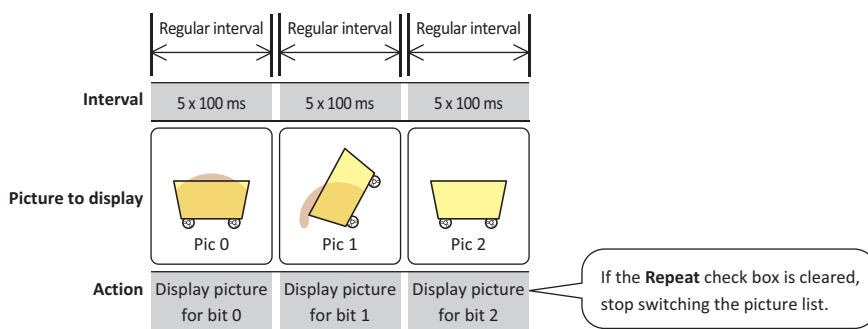 Regular interval Regular interval Regular interval
Interval 5 x 100 ms 5 x 100 ms 5 x 100 ms
Picture to display
Pic 0 Pic 1 Pic 2
Action Display picture for bit 0 Display picture for bit 1 Display picture for bit 2
If the Repeat check box is cleared,
stop switching the picture list.